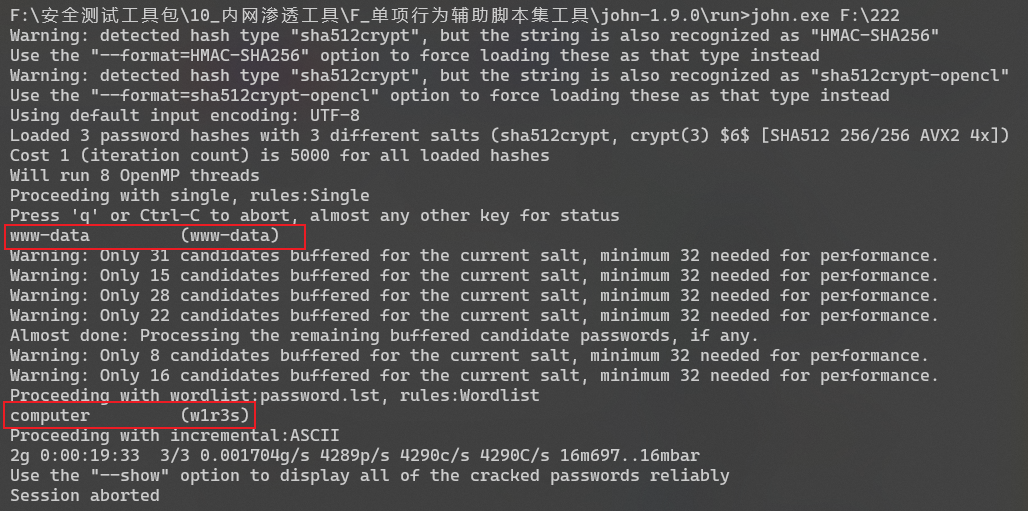 F:\安全测试工具包\10_内网渗透工具\F_单项行为辅助脚本集工具\john-1.9.0\run>john.exe F:\222
Warning: detected hash type "sha512crypt", but the string is also recognized as "HMAC-SHA256"
Use the "--format=HMAC-SHA256" option to force loading these as that type instead
Warning: detected hash type "sha512crypt", but the string is also recognized as "sha512crypt-opencl"
Use the "--format=sha512crypt-opencl" option to force loading these as that type instead
Using default input encoding: UTF-8
Loaded 3 password hashes with 3 different salts (sha512crypt, crypt(3) $6$ [SHA512 256/256 AVX2 4x])
Cost 1 (iteration count) is 5000 for all loaded hashes
Will run 8 OpenMP threads
Proceeding with single, rules:Single
Press 'q' or Ctrl-C to abort, almost any other key for status
www-data         (www-data)
Warning: Only 31 candidates buffered for the current salt, minimum 32 needed for performance.
Warning: Only 15 candidates buffered for the current salt, minimum 32 needed for performance.
Warning: Only 28 candidates buffered for the current salt, minimum 32 needed for performance.
Warning: Only 22 candidates buffered for the current salt, minimum 32 needed for performance.
Almost done: Processing the remaining buffered candidate passwords, if any.
Warning: Only 8 candidates buffered for the current salt, minimum 32 needed for performance.
Warning: Only 16 candidates buffered for the current salt, minimum 32 needed for performance.
Proceeding with wordlist:password.lst, rules:Wordlist
computer         (w1r3s)
Proceeding with incremental:ASCII
2g 0:00:19:33  3/3 0.001704g/s 4289p/s 4290c/s 4290C/s 16m697..16mbar
Use the "--show" option to display all of the cracked passwords reliably
Session aborted